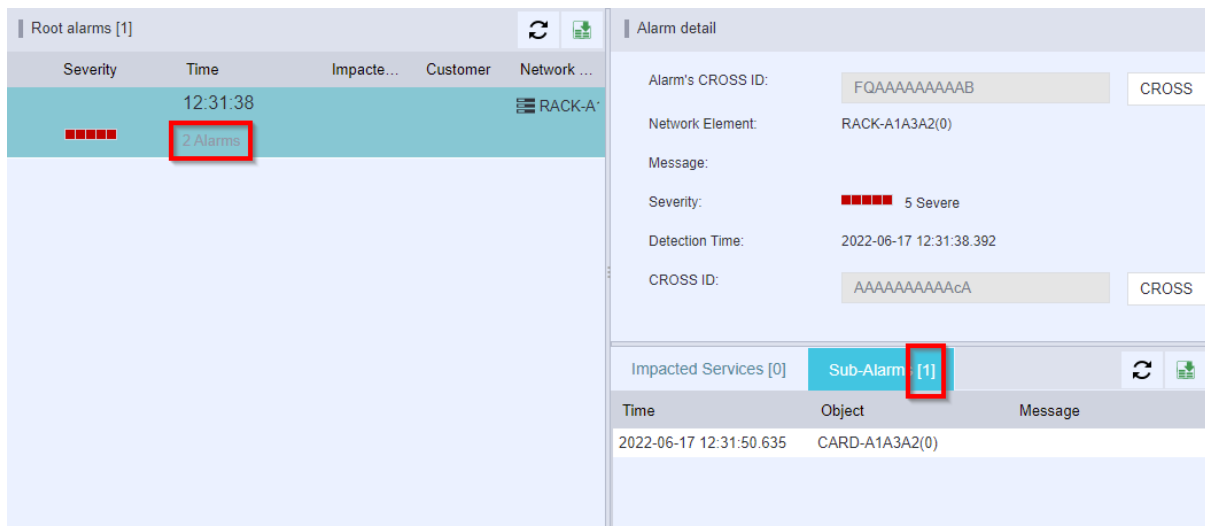 Root alarms [1]
Severity Time Impacte... Customer Network ...
12:31:38 RACK-A1
2 Alarms
Alarm detail
Alarm's CROSS ID: FQAAAAAAAAAB CROSS
Network Element: RACK-A1A3A2(0)
Message:
Severity: 5 Severe
Detection Time: 2022-06-17 12:31:38.392
CROSS ID: AAAAAAAAAAcA CROSS
Impacted Services [0] Sub-Alarms [1]
Time Object Message
2022-06-17 12:31:50.635 CARD-A1A3A2(0)